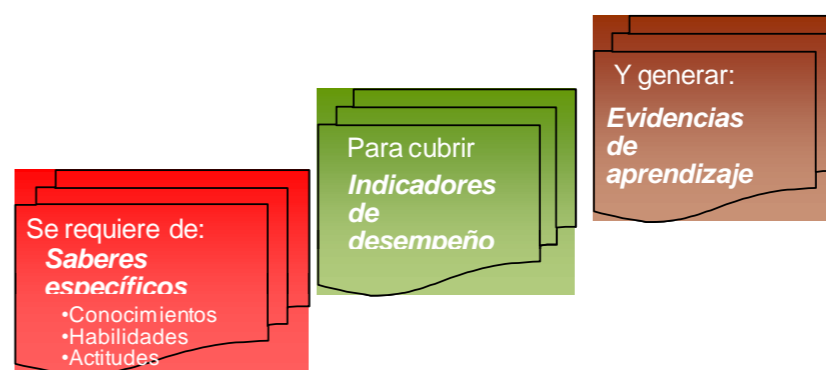 Se requiere de:
Saberes
específicos
•Conocimientos
•Habilidades
•Actitudes
Para cubrir
Indicadores
de
desempeño
Y generar:
Evidencias
de
aprendizaje